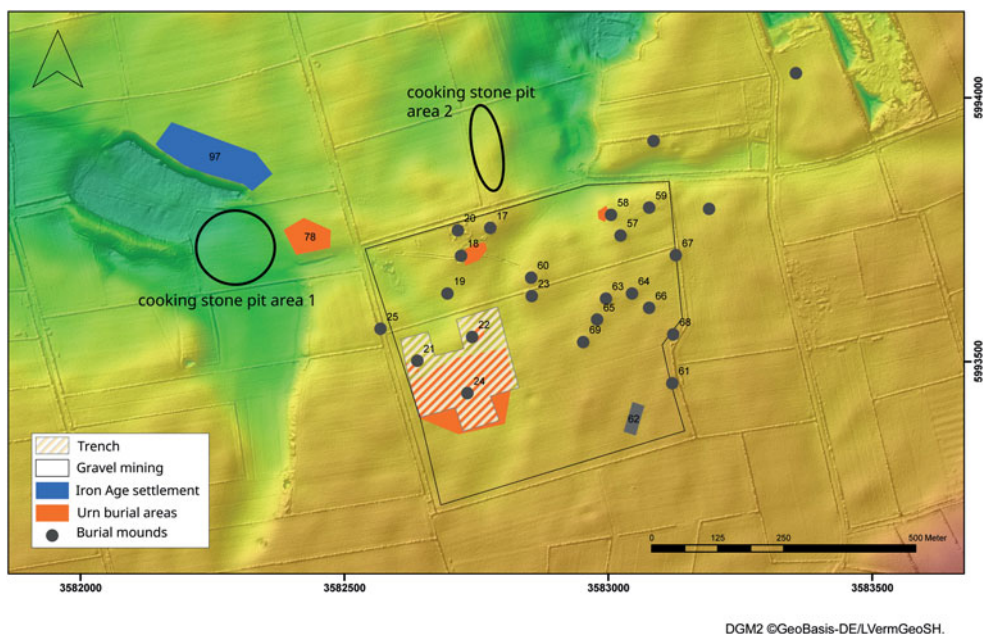 cooking stone pit
area 2
5994000
97
78
cooking stone pit area 1
20
17
18
19
58
59
57
67
60
23
63
64
65
66
69
68
61
62
25
22
21
24
5993500
Trench
Gravel mining
Iron Age settlement
Urn burial areas
Burial mounds
0 125 250 500 Meter
3582000 3582500 3583000 3583500
DGM2 ©GeoBasis-DE/LVermGeoSH.